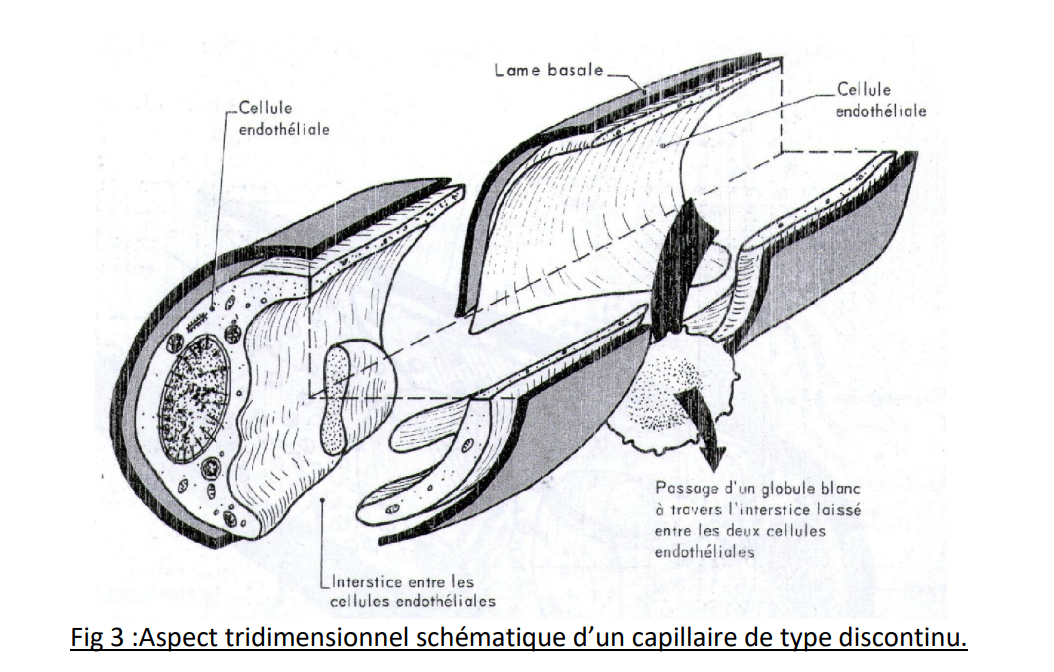 Lame basale
Cellule
endothéliale
Cellule
endothéliale
Passage d'un globule blanc
à travers l'interstice laissé
entre les deux cellules
endothéliales
Interstice entre les
cellules endothéliales
Fig 3 :Aspect tridimensionnel schématique d’un capillaire de type discontinu.